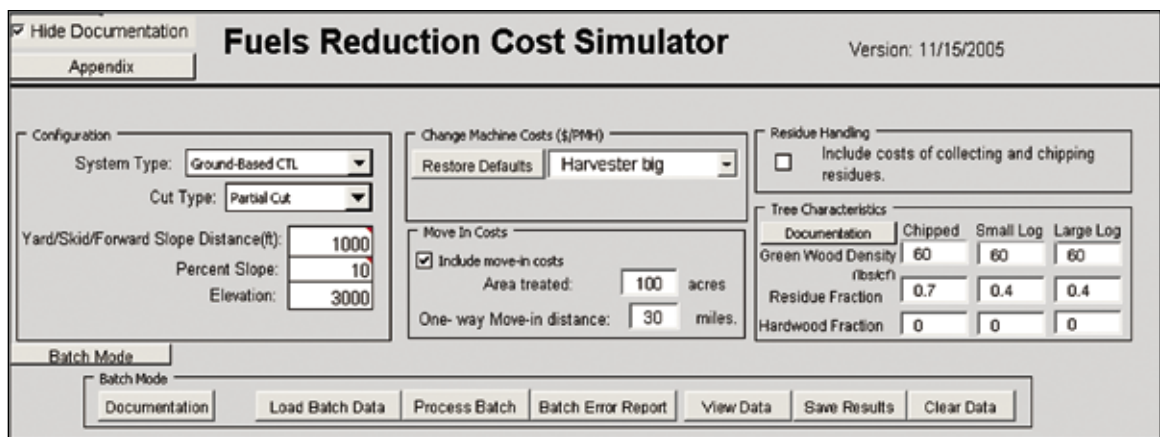 Hide Documentation
Appendix
Fuels Reduction Cost Simulator
Version: 11/15/2005
Configuration
System Type: Ground-Based CTL
Cut Type: Partial Cut
Yard/Skid/Forward Slope Distance(ft): 1000
Percent Slope: 10
Elevation: 3000
Change Machine Costs ($/PMH)
Restore Defaults Harvester big
Move In Costs
Include move-in costs
Area treated: 100 acres
One- way Move-in distance: 30 miles.
Residue Handling
Include costs of collecting and chipping
residues.
Tree Characteristics
Documentation Chipped Small Log Large Log
Green Wood Density 60 60 60
(lbs/cf)
Residue Fraction 0.7 0.4 0.4
Hardwood Fraction 0 0 0
Batch Mode
Batch Mode
Documentation Load Batch Data Process Batch Batch Error Report View Data Save Results Clear Data